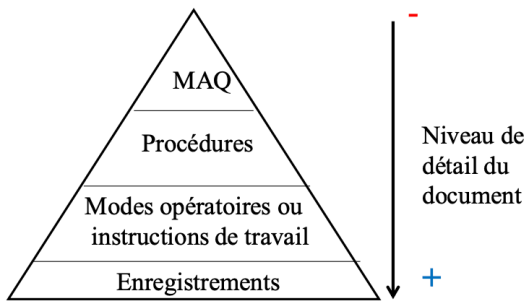 -
MAQ
Procédures
Modes opératoires ou
instructions de travail
Enregistrements
Niveau de
détail du
document
+